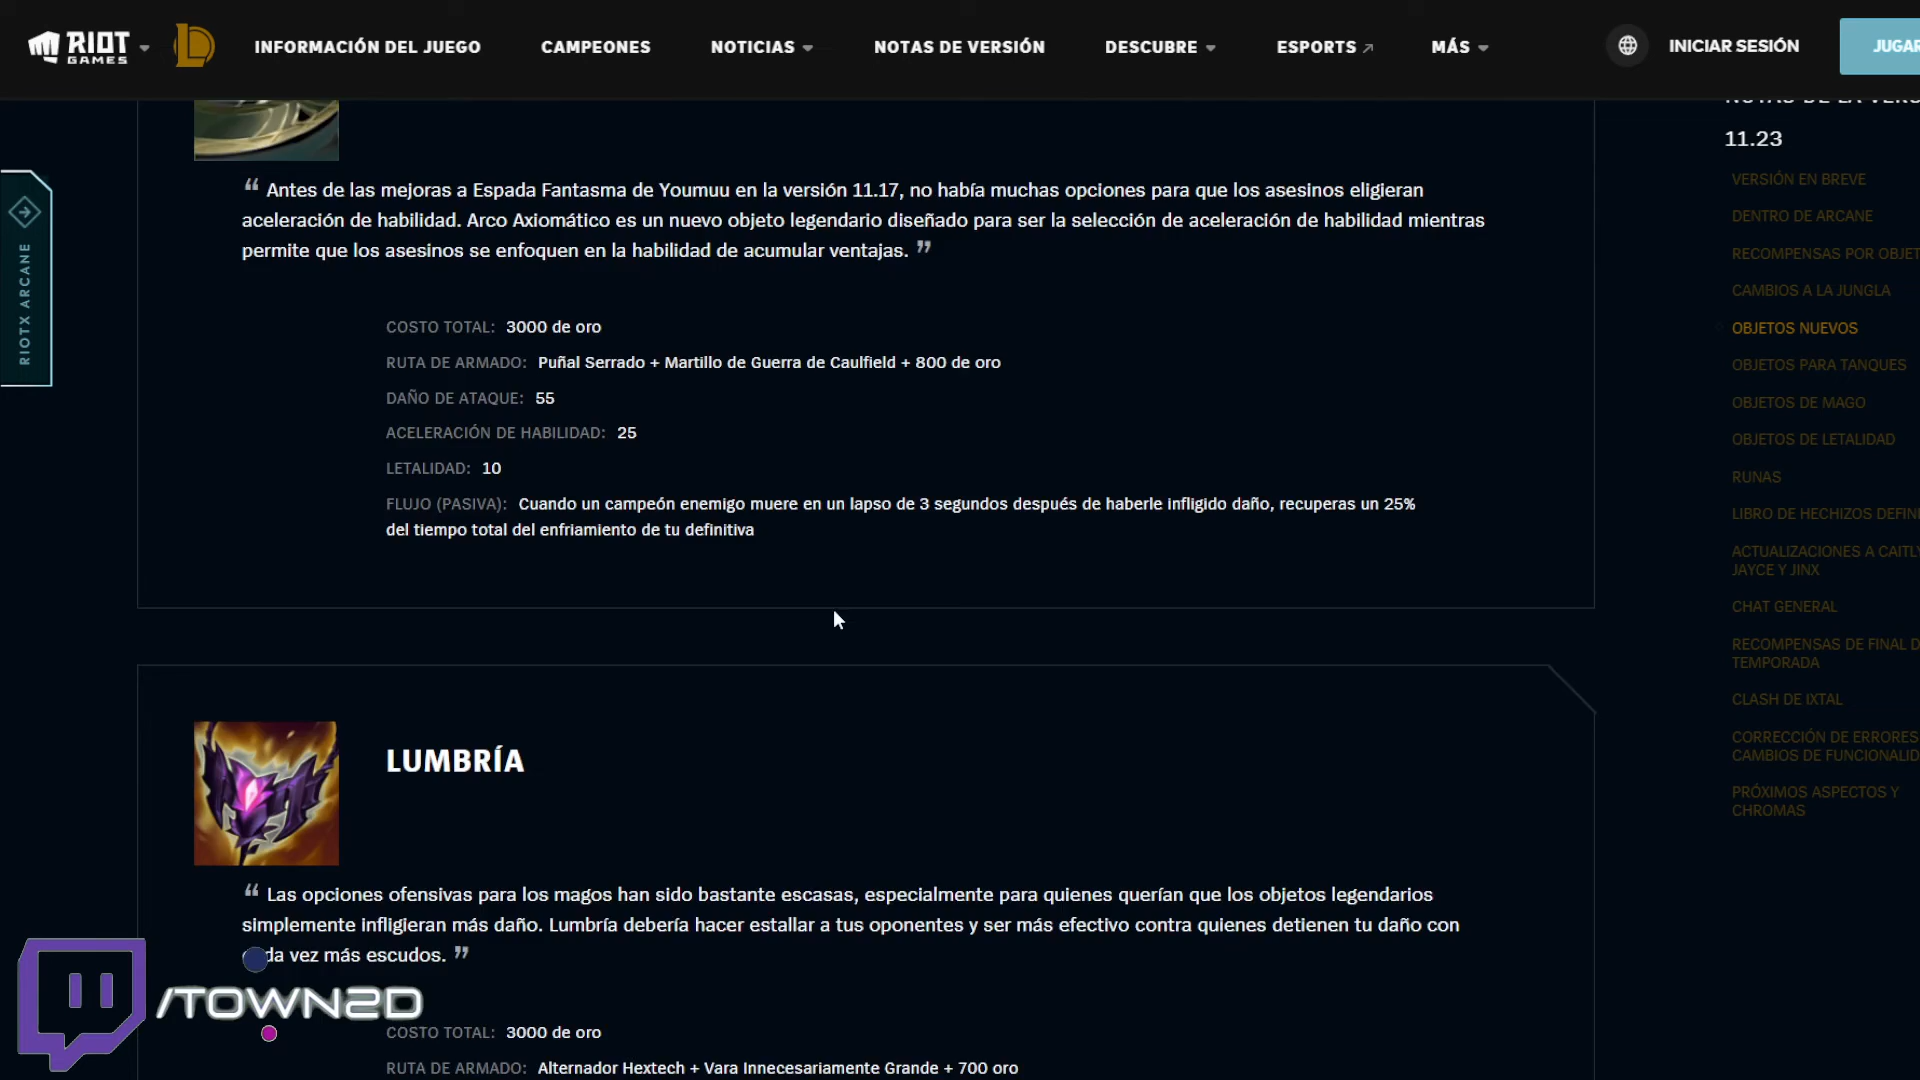 RIOT GAMES
INFORMACIÓN DEL JUEGO
CAMPEONES
NOTICIAS
NOTAS DE VERSIÓN
DESCUBRE
ESPORTS
MÁS
INICIAR SESIÓN
JUGAR
RIOTX ARCANE
“ Antes de las mejoras a Espada Fantasma de Youmuu en la versión 11.17, no había muchas opciones para que los asesinos eligieran
aceleración de habilidad. Arco Axiomático es un nuevo objeto legendario diseñado para ser la selección de aceleración de habilidad mientras
permite que los asesinos se enfoquen en la habilidad de acumular ventajas. ”
COSTO TOTAL: 3000 de oro
RUTA DE ARMADO: Puñal Serrado + Martillo de Guerra de Caulfield + 800 de oro
DAÑO DE ATAQUE: 55
ACELERACIÓN DE HABILIDAD: 25
LETALIDAD: 10
FLUJO (PASIVA): Cuando un campeón enemigo muere en un lapso de 3 segundos después de haberle infligido daño, recuperas un 25%
del tiempo total del enfriamiento de tu definitiva
LUMBRÍA
“ Las opciones ofensivas para los magos han sido bastante escasas, especialmente para quienes querían que los objetos legendarios
simplemente infligieran más daño. Lumbría debería hacer estallar a tus oponentes y ser más efectivo contra quienes detienen tu daño con
da vez más escudos. ”
COSTO TOTAL: 3000 de oro
RUTA DE ARMADO: Alternador Hextech + Vara Innecesariamente Grande + 700 oro
/TOWN2D
NOTAS DE LA VERS
11.23
VERSIÓN EN BREVE
DENTRO DE ARCANE
RECOMPENSAS POR OBJET
CAMBIOS A LA JUNGLA
OBJETOS NUEVOS
OBJETOS PARA TANQUES
OBJETOS DE MAGO
OBJETOS DE LETALIDAD
RUNAS
LIBRO DE HECHIZOS DEFINI
ACTUALIZACIONES A CAITLY
JAYCE Y JINX
CHAT GENERAL
RECOMPENSAS DE FINAL D
TEMPORADA
CLASH DE IXTAL
CORRECCIÓN DE ERRORES
CAMBIOS DE FUNCIONALID
PRÓXIMOS ASPECTOS Y
CHROMAS